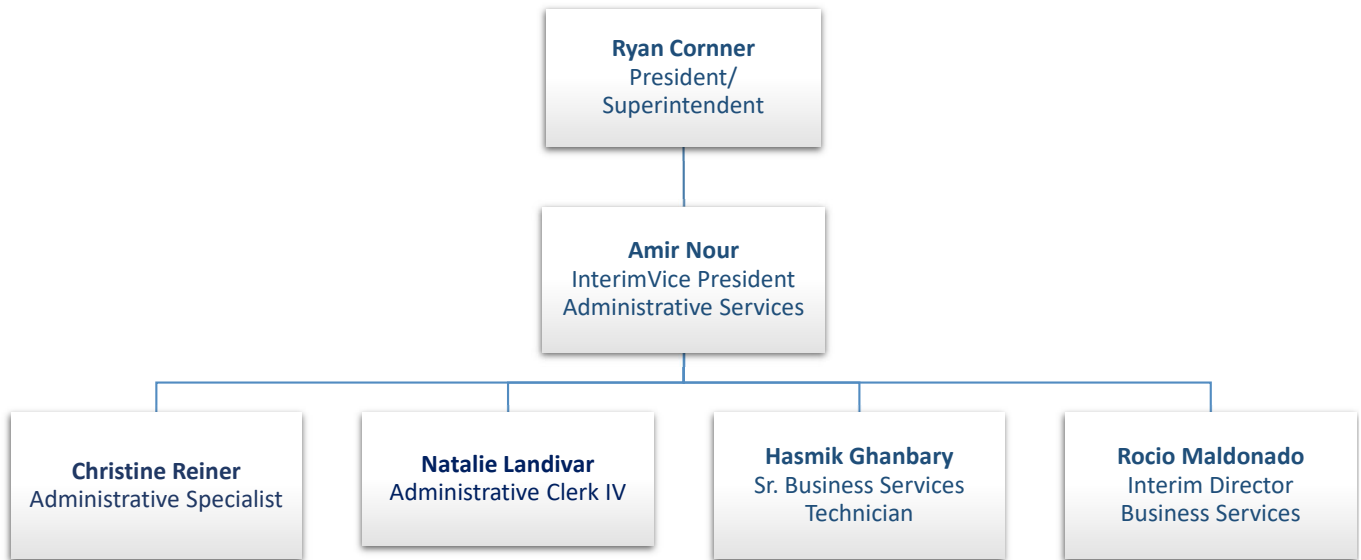 Ryan Cornner
President/
Superintendent
Amir Nour
InterimVice President
Administrative Services
Christine Reiner
Administrative Specialist
Natalie Landivar
Administrative Clerk IV
Hasmik Ghanbary
Sr. Business Services
Technician
Rocio Maldonado
Interim Director
Business Services